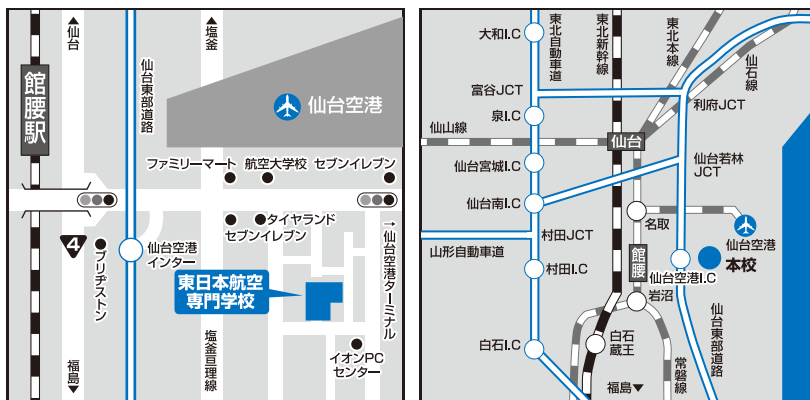 ▲仙台
仙台東部道路
▲塩釜
館腰駅
仙台空港
ファミリーマート
航空大学校
セブンイレブン
タイヤランド
セブンイレブン
4
ブリヂストン
仙台空港
インター
→仙台空港ターミナル
東日本航空
専門学校
塩釜亘理線
イオンPC
センター
福島▼
大和I.C
東北自動車道
東北新幹線
東北本線
仙石線
富谷JCT
利府JCT
泉I.C
仙山線
仙台
仙台宮城I.C
仙台若林
JCT
仙台南I.C
名取
仙台空港
村田JCT
山形自動車道
館腰
本校
村田I.C
仙台空港I.C
岩沼
仙台東部道路
白石I.C
白石
蔵王
常磐線
福島▼